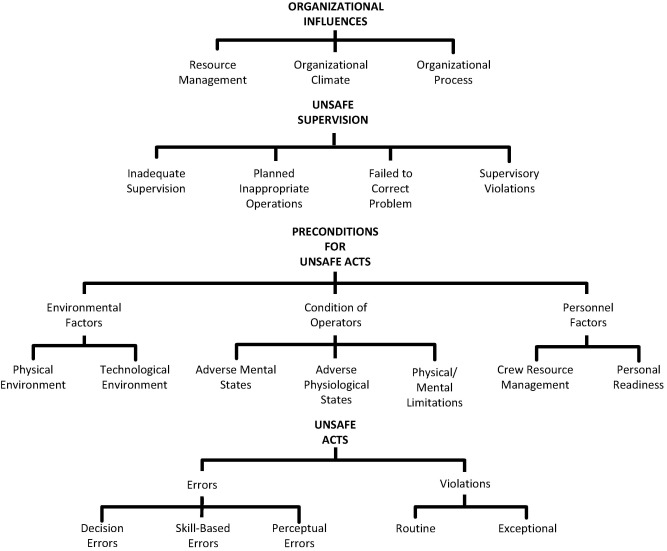 ORGANIZATIONAL
INFLUENCES
Resource
Management
Organizational
Climate
Organizational
Process
UNSAFE
SUPERVISION
Inadequate
Supervision
Planned
Inappropriate
Operations
Failed to
Correct
Problem
Supervisory
Violations
PRECONDITIONS
FOR
UNSAFE ACTS
Environmental
Factors
Condition of
Operators
Personnel
Factors
Physical
Environment
Technological
Environment
Adverse Mental
States
Adverse
Physiological
States
Physical/
Mental
Limitations
Crew Resource
Management
Personal
Readiness
UNSAFE
ACTS
Errors
Violations
Decision
Errors
Skill-Based
Errors
Perceptual
Errors
Routine
Exceptional